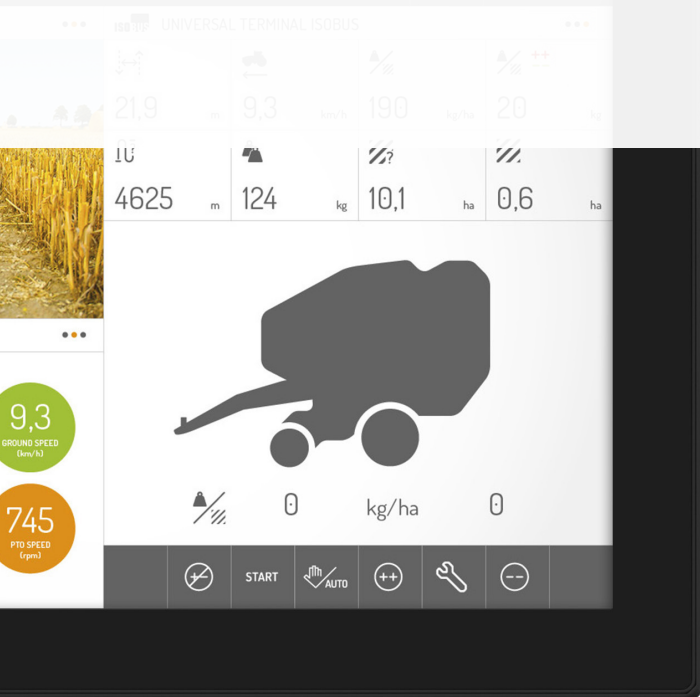 UNIVERSAL TERMINAL ISOBUS
21,9 m 9,3 km/h 190 kg/ha 20 kg
4625 m 124 kg 10,1 ha 0,6 ha
9,3
GROUND SPEED
(km/h)
745
PTO SPEED
(rpm)
0 kg/ha 0
START
AUTO